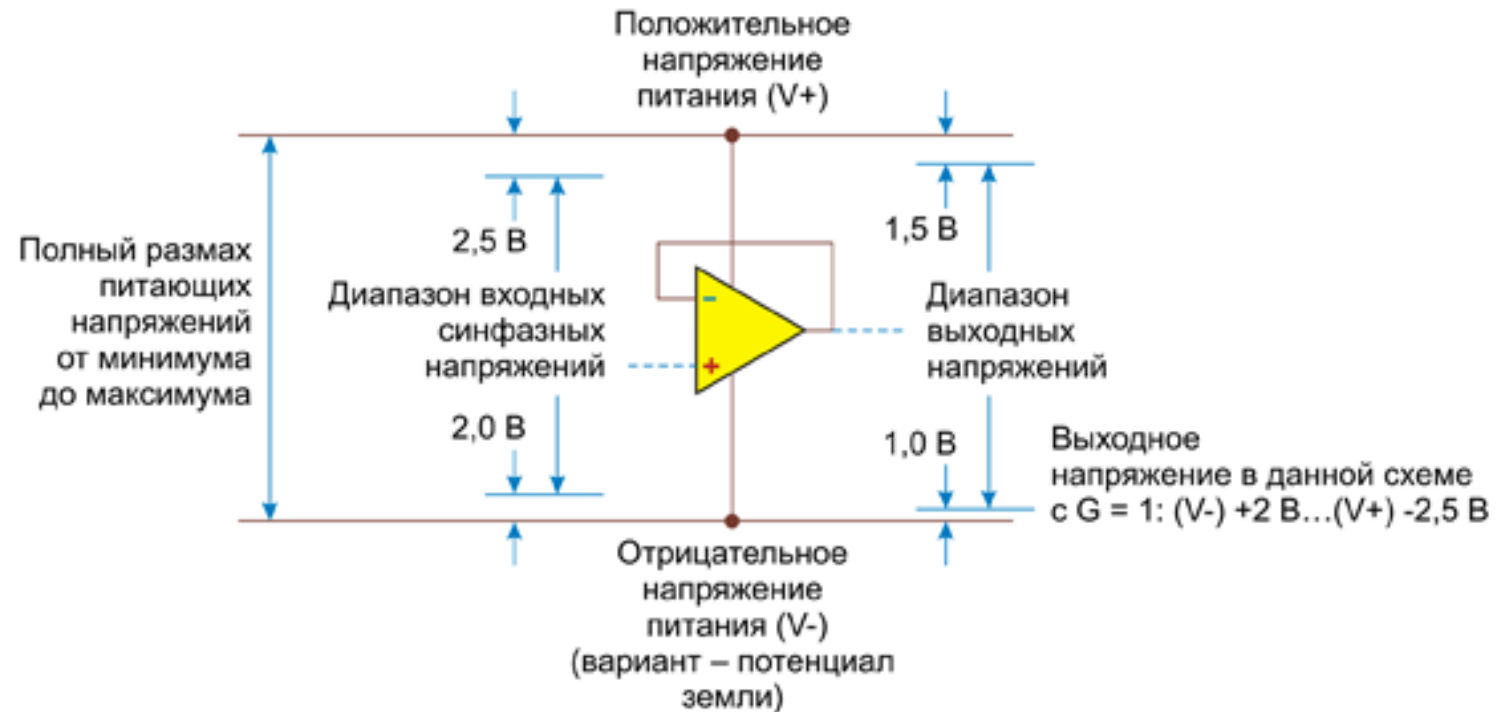 Положительное
напряжение
питания (V+)
Полный размах
питающих
напряжений
от минимума
до максимума
2,5 В
Диапазон входных
синфазных
напряжений
2,0 В
-
+
1,5 В
Диапазон
выходных
напряжений
1,0 В
Выходное
напряжение в данной схеме
с G = 1: (V-) +2 В...(V+) -2,5 В
Отрицательное
напряжение
питания (V-)
(вариант – потенциал
земли)